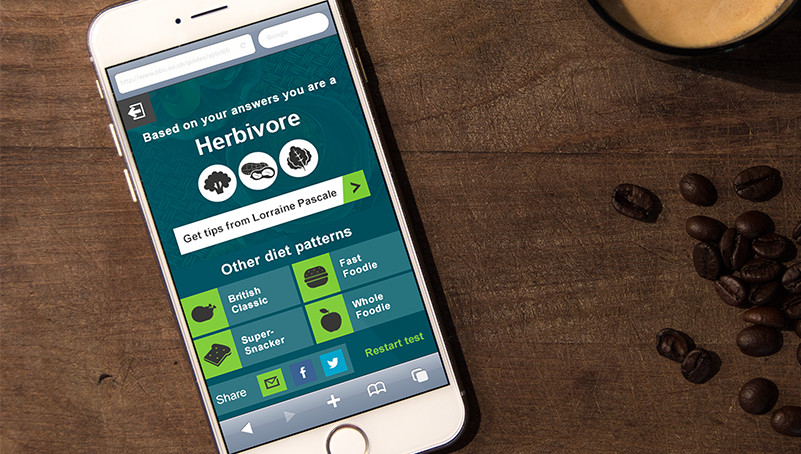 Google
Based on your answers you are a
Herbivore
Get tips from Lorraine Pascale
Other diet patterns
British
Classic
Fast
Foodie
Super-
Snacker
Whole
Foodie
Share
Restart test